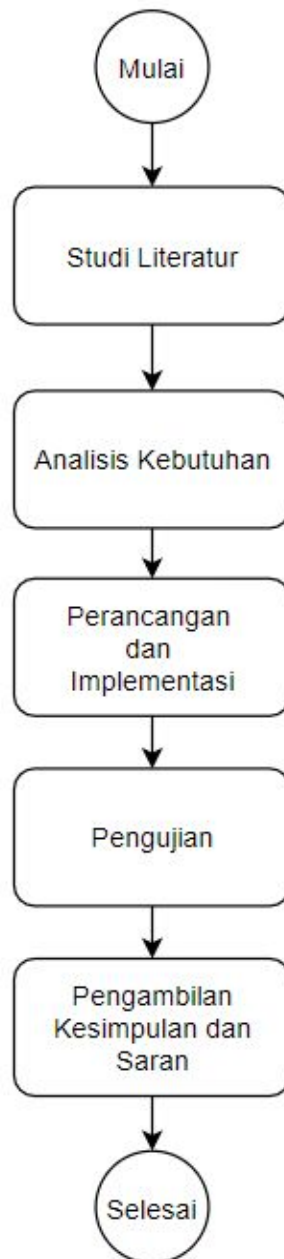 Mulai
Studi Literatur
Analisis Kebutuhan
Perancangan
dan
Implementasi
Pengujian
Pengambilan
Kesimpulan dan
Saran
Selesai